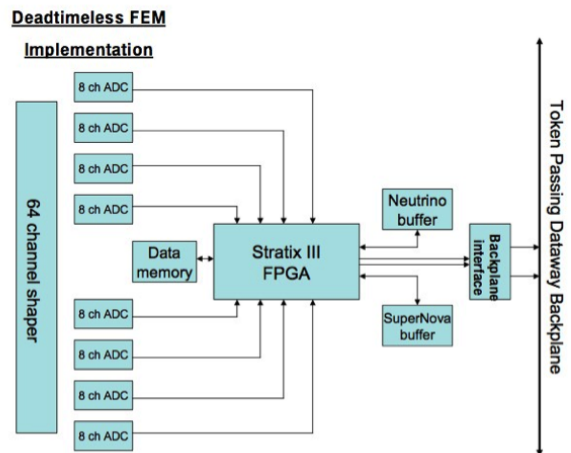 Deadtimeless FEM
Implementation
64 channel shaper
8 ch ADC
8 ch ADC
8 ch ADC
8 ch ADC
Data
memory
Stratix III
FPGA
Neutrino
buffer
Backplane
interface
SuperNova
buffer
8 ch ADC
8 ch ADC
8 ch ADC
8 ch ADC
Token Passing Dataway Backplane